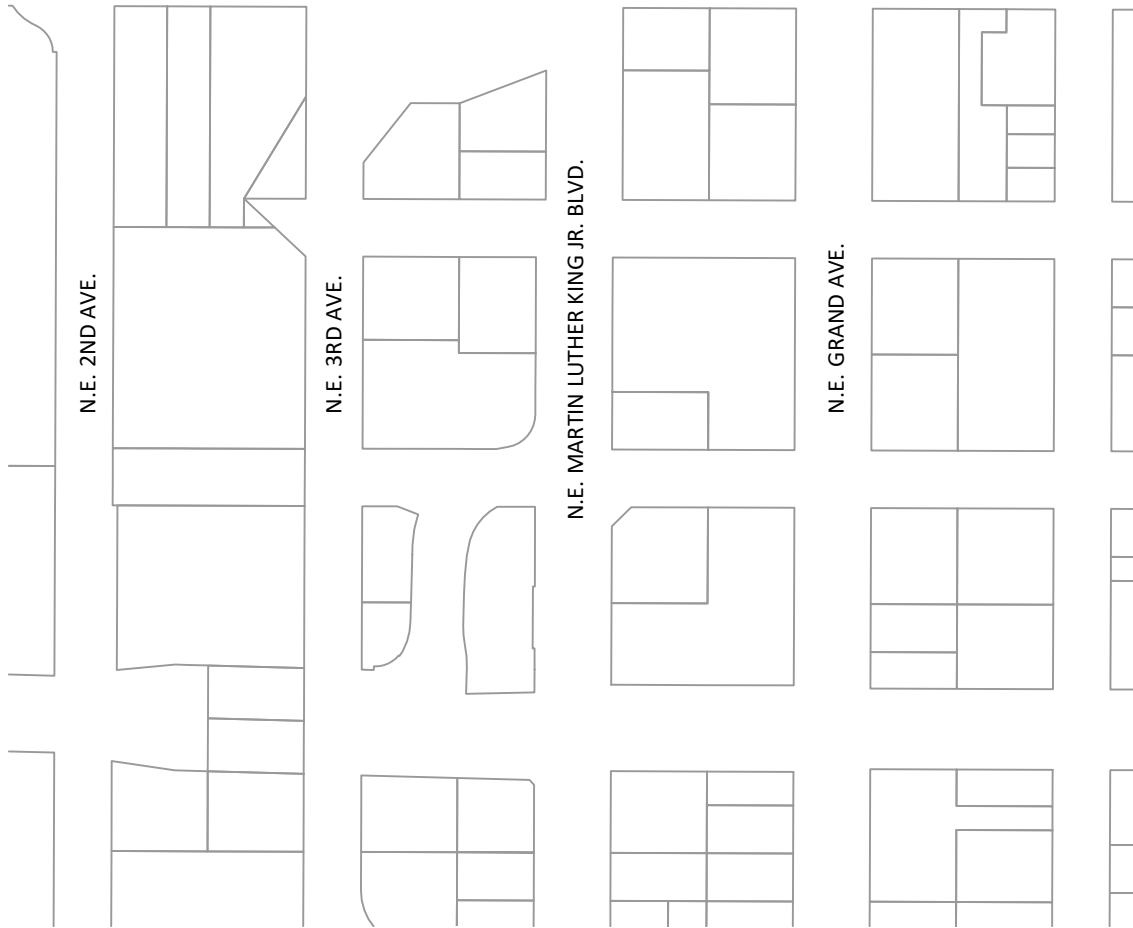 N.E. 2ND AVE.
N.E. 3RD AVE.
N.E. MARTIN LUTHER KING JR. BLVD.
N.E. GRAND AVE.